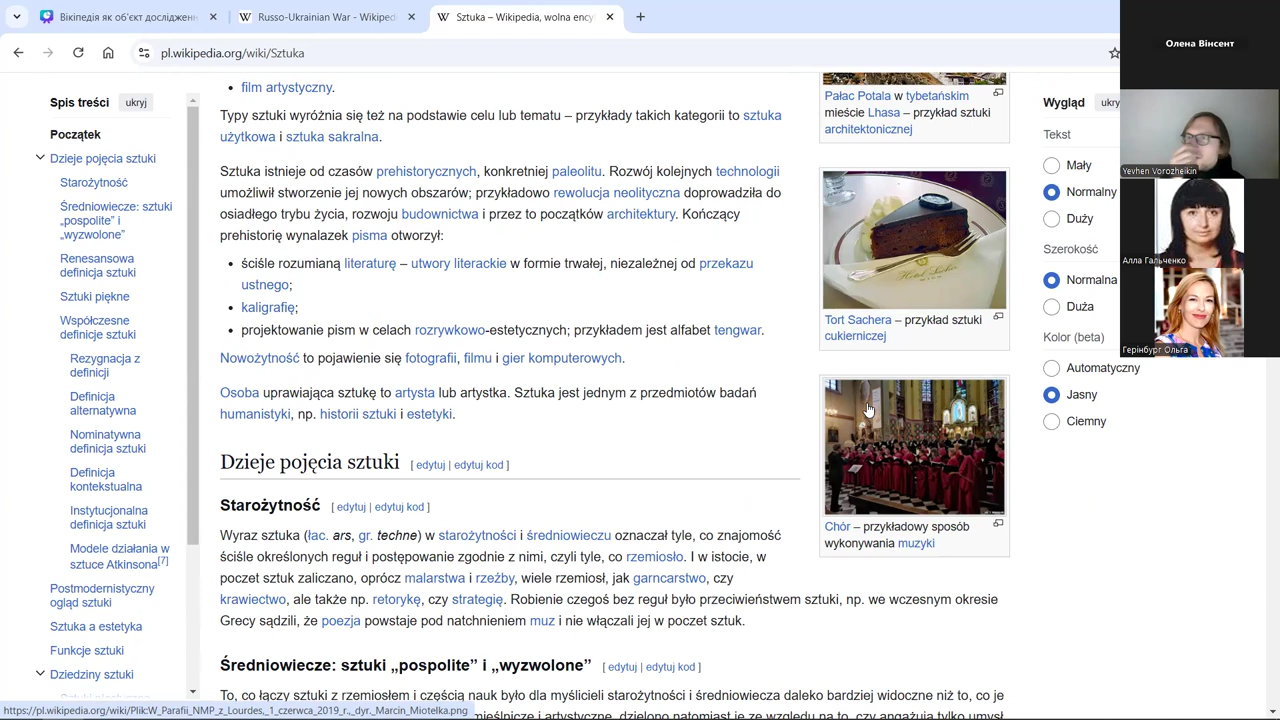 Вікіпедія як об'єкт дослідженн
Russo-Ukrainian War - Wikiped
Sztuka – Wikipedia, wolna ency
pl.wikipedia.org/wiki/Sztuka
Spis treści ukryj
Początek
Dzieje pojęcia sztuki
Starożytność
Średniowiecze: sztuki
„pospolite” i
„wyzwolone”
Renesansowa
definicja sztuki
Sztuki piękne
Współczesne
definicje sztuki
Rezygnacja z
definicji
Definicja
alternatywna
Nominatywna
definicja sztuki
Definicja
kontekstualna
Instytucjonalna
definicja sztuki
Modele działania w
sztuce Atkinsona[7]
Postmodernistyczny
ogląd sztuki
Sztuka a estetyka
Funkcje sztuki
Dziedziny sztuki
film artystyczny.
Typy sztuki wyróżnia się też na podstawie celu lub tematu – przykłady takich kategorii to sztuka
użytkowa i sztuka sakralna.
Sztuka istnieje od czasów prehistorycznych, konkretniej paleolitu. Rozwój kolejnych technologii
umożliwił stworzenie jej nowych obszarów; przykładowo rewolucja neolityczna doprowadziła do
osiadłego trybu życia, rozwoju budownictwa i przez to początków architektury. Kończący
prehistorię wynalazek pisma otworzył:
ściśle rozumianą literaturę – utwory literackie w formie trwałej, niezależnej od przekazu
ustnego;
kaligrafię;
projektowanie pism w celach rozrywkowo-estetycznych; przykładem jest alfabet tengwar.
Nowożytność to pojawienie się fotografii, filmu i gier komputerowych.
Osoba uprawiająca sztukę to artysta lub artystka. Sztuka jest jednym z przedmiotów badań
humanistyki, np. historii sztuki i estetyki.
Dzieje pojęcia sztuki [ edytuj | edytuj kod ]
Starożytność [ edytuj | edytuj kod ]
Wyraz sztuka (łac. ars, gr. techne) w starożytności i średniowieczu oznaczał tyle, co znajomość
ściśle określonych reguł i postępowanie zgodnie z nimi, czyli tyle, co rzemiosło. I w istocie, w
poczet sztuk zaliczano, oprócz malarstwa i rzeźby, wiele rzemiosł, jak garncarstwo, czy
krawiectwo, ale także np. retorykę, czy strategię. Robienie czegoś bez reguł było przeciwieństwem sztuki, np. we wczesnym okresie
Grecy sądzili, że poezja powstaje pod natchnieniem muz i nie włączali jej w poczet sztuk.
Średniowiecze: sztuki „pospolite” i „wyzwolone” [ edytuj | edytuj kod ]
To, co łączy sztuki z rzemiosłem i częścią nauk było dla myślicieli starożytności i średniowiecza daleko bardziej widoczne niż to, co je
Pałac Potala w tybetańskim
mieście Lhasa – przykład sztuki
architektonicznej
Tort Sachera – przykład sztuki
cukierniczej
Chór – przykładowy sposób
wykonywania muzyki
Wygląd ukry
Tekst
Mały
Normalny
Duży
Szerokość
Normalna
Duża
Kolor (beta)
Automatyczny
Jasny
Ciemny
Олена Вінсент
Yevhen Vorozheikin
Алла Гальченко
Герінбург Ольга
https://pl.wikipedia.org/wiki/Plik:W_Parafii_NMP_z_Lourdes,_1_czerwca_2019_r.,_dyr._Marcin_Miotelka.png